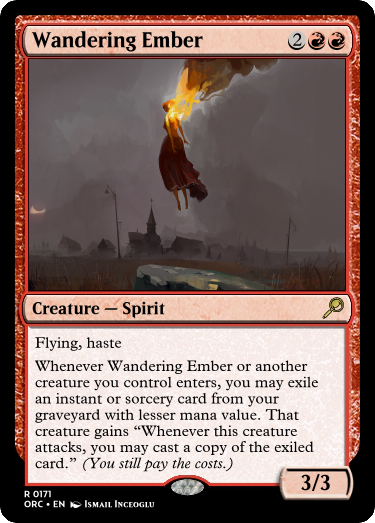 Wandering Ember
2
Creature — Spirit
Flying, haste
Whenever Wandering Ember or another
creature you control enters, you may exile
an instant or sorcery card from your
graveyard with lesser mana value. That
creature gains “Whenever this creature
attacks, you may cast a copy of the exiled
card.” (You still pay the costs.)
3/3
R 0171
ORC • EN Ismail Inceoglu